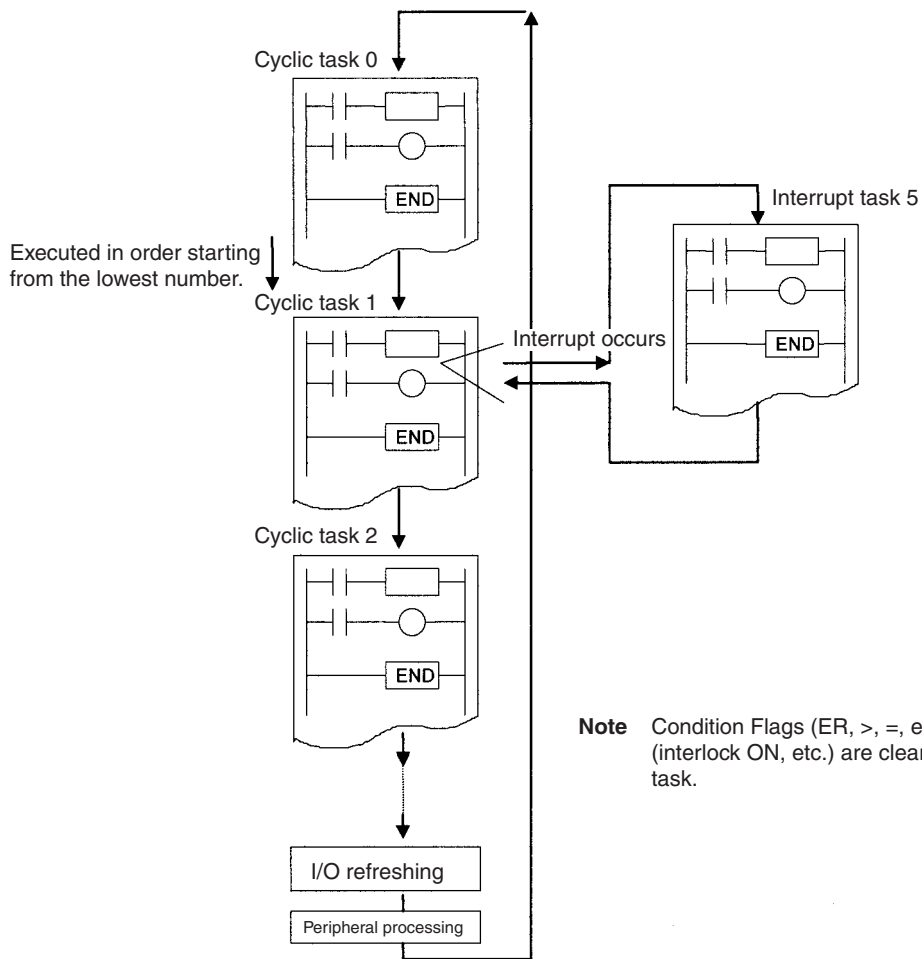 Cyclic task 0
END
Interrupt task 5
Executed in order starting
from the lowest number.
END
Cyclic task 1
Interrupt occurs
END
Cyclic task 2
END
Note Condition Flags (ER, >, =,
(interlock ON, etc.) are
task.
I/O refreshing
Peripheral processing